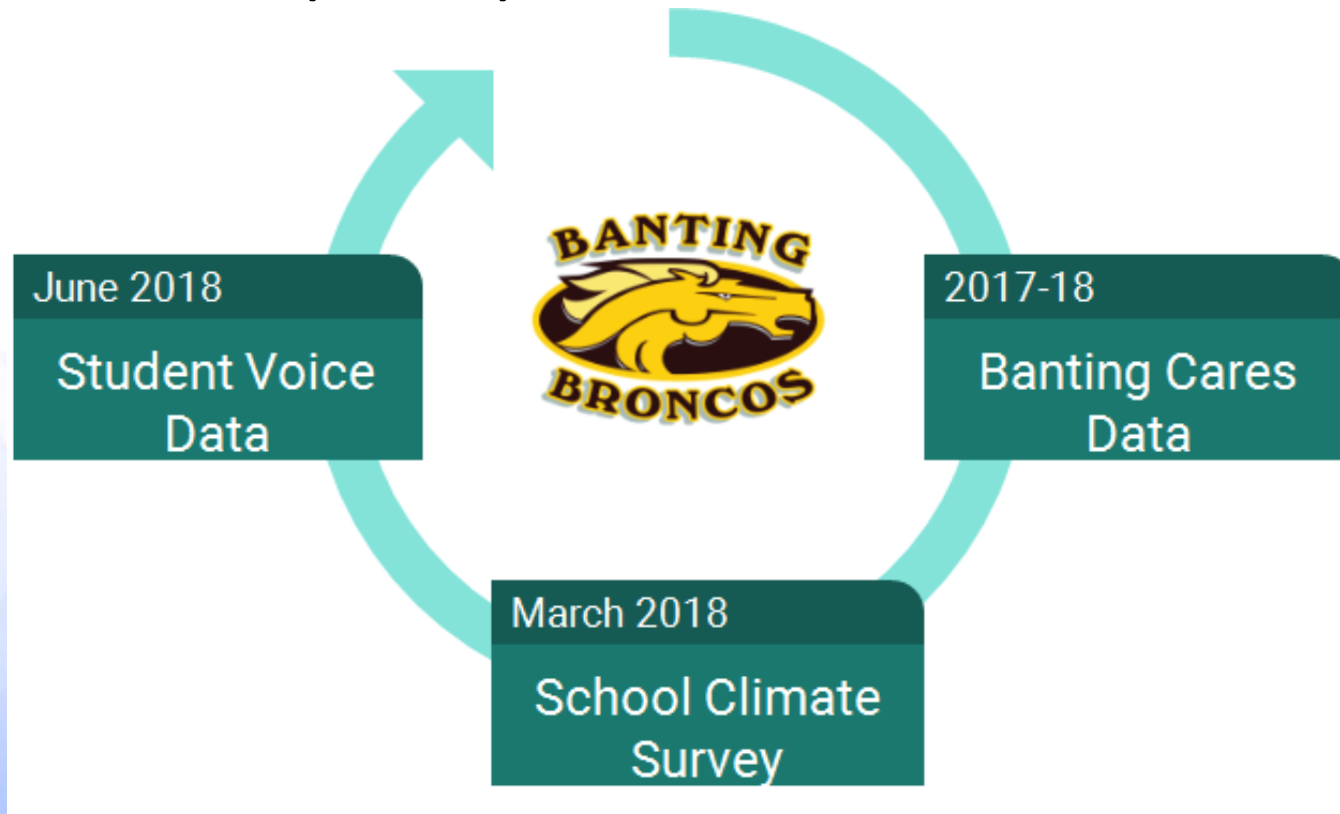 BANTING
BRONCOS
2017-18
Banting Cares
Data
March 2018
School Climate
Survey
June 2018
Student Voice
Data